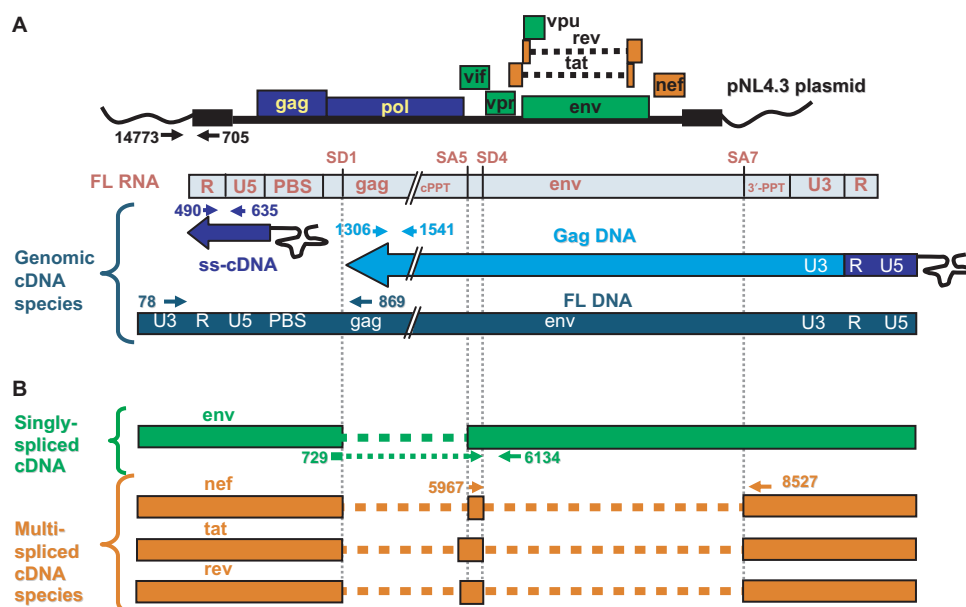 A
vpu
rev
tat
vif
nef
gag
pol
vpr
env
pNL4.3 plasmid
14773
705
SD1
SA5
SD4
SA7
FL RNA
R
U5
PBS
gag
cPPT
env
3'-PPT
U3
R
490
635
1306
1541
Gag DNA
ss-cDNA
U3
R
U5
Genomic
cDNA
species
78
869
FL DNA
U3
R
U5
PBS
gag
env
U3
R
U5
B
Singly-
spliced
cDNA
env
729
6134
5967
8527
nef
Multi-
spliced
cDNA
species
tat
rev